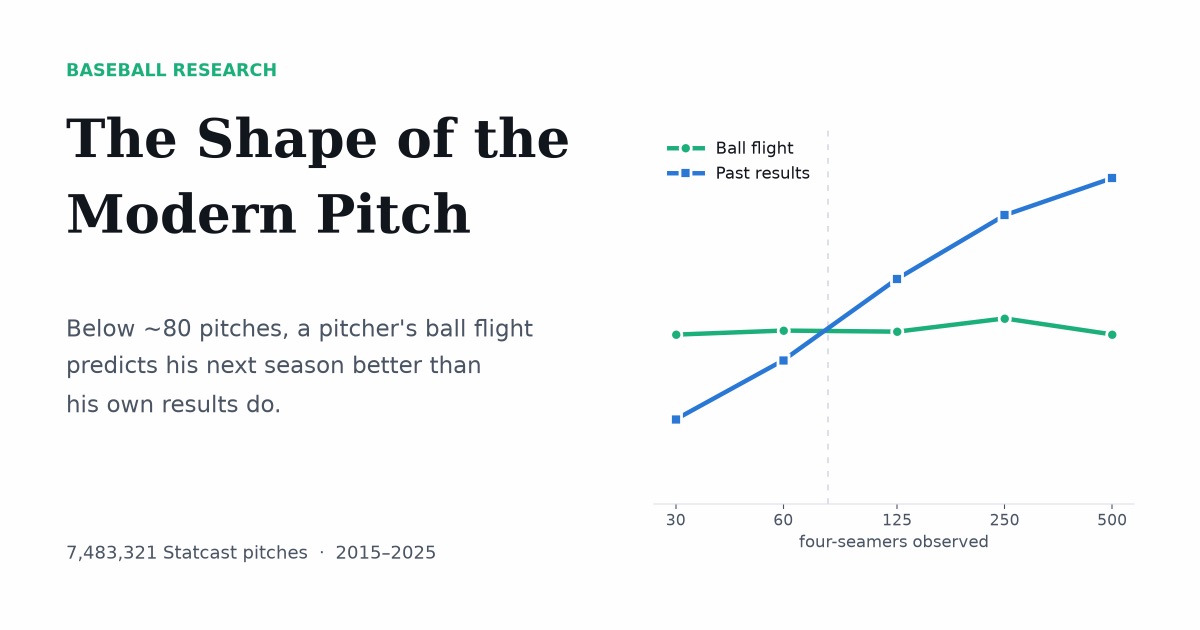 BASEBALL RESEARCH
The Shape of the
Modern Pitch
Below ~80 pitches, a pitcher's ball flight
predicts his next season better than
his own results do.
7,483,321 Statcast pitches · 2015–2025
Ball flight
Past results
30 60 125 250 500
four-seamers observed